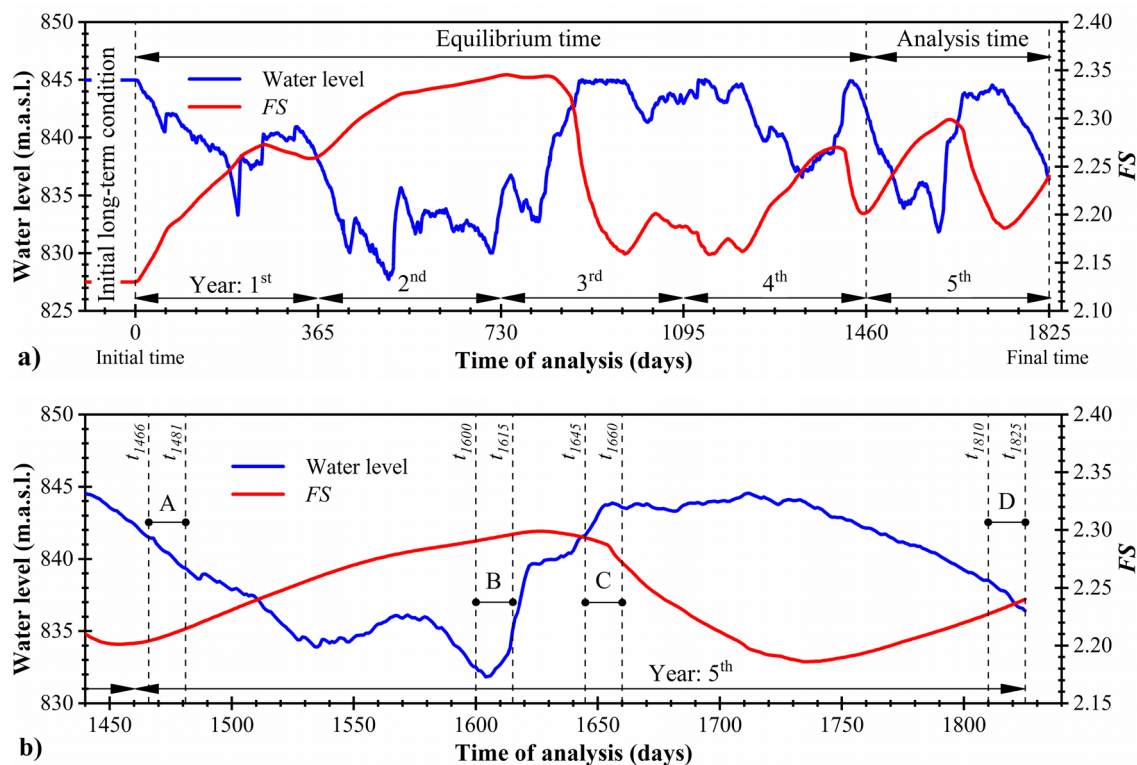 850
845
840
835
830
825
Water level (m.a.s.l.)
2.40
2.35
2.30
2.25
2.20
2.15
2.10
FS
Equilibrium time
Analysis time
Water level
FS
Initial long-term condition
Year: 1st
2nd
3rd
4th
5th
0 365 730 1095 1460 1825
a) Initial time Time of analysis (days) Final time
850
845
840
835
830
Water level (m.a.s.l.)
2.40
2.35
2.30
2.25
2.20
2.15
FS
t1466
t1481
t1600
t1615
t1645
t1660
t1810
t1825
Water level
FS
A
B
C
D
Year: 5th
1450 1500 1550 1600 1650 1700 1750 1800
b) Time of analysis (days)